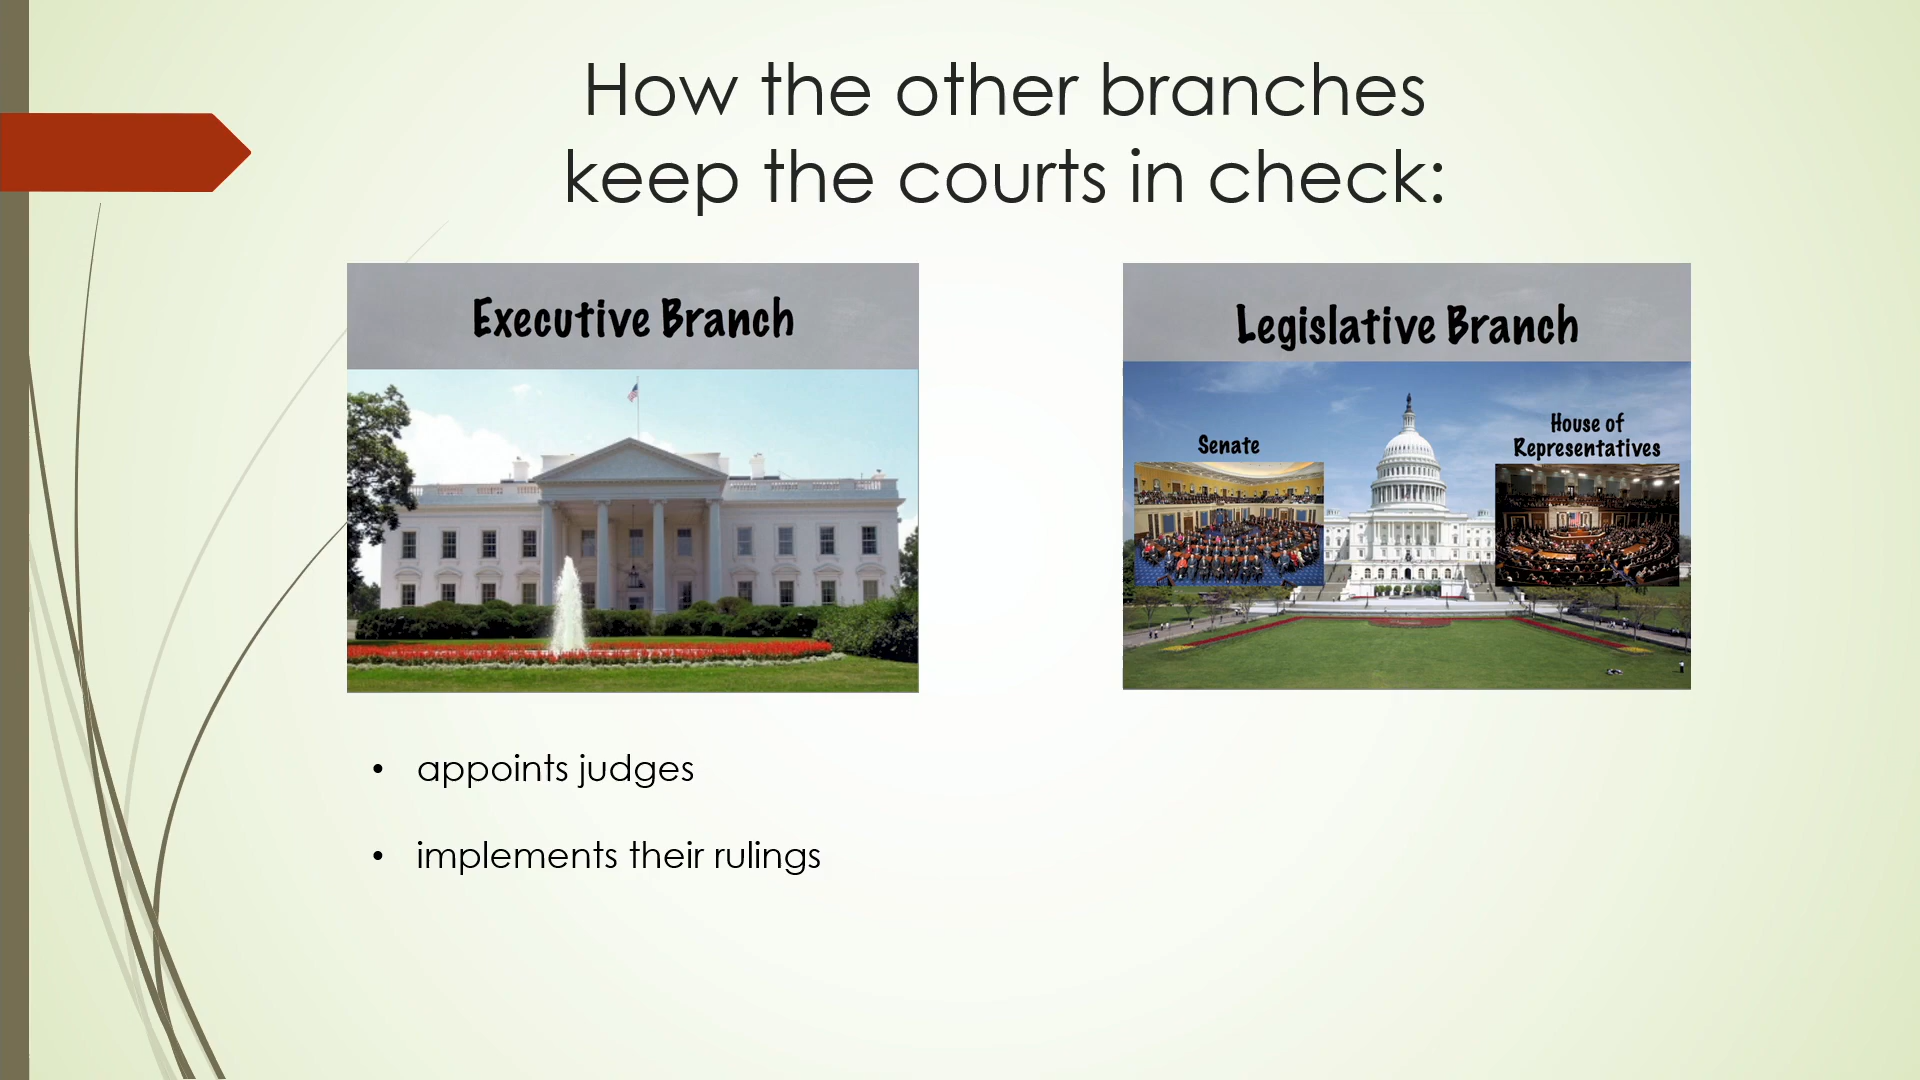 How the other branches
keep the courts in check:
Executive Branch
Legislative Branch
Senate
House of
Representatives
• appoints judges
• implements their rulings